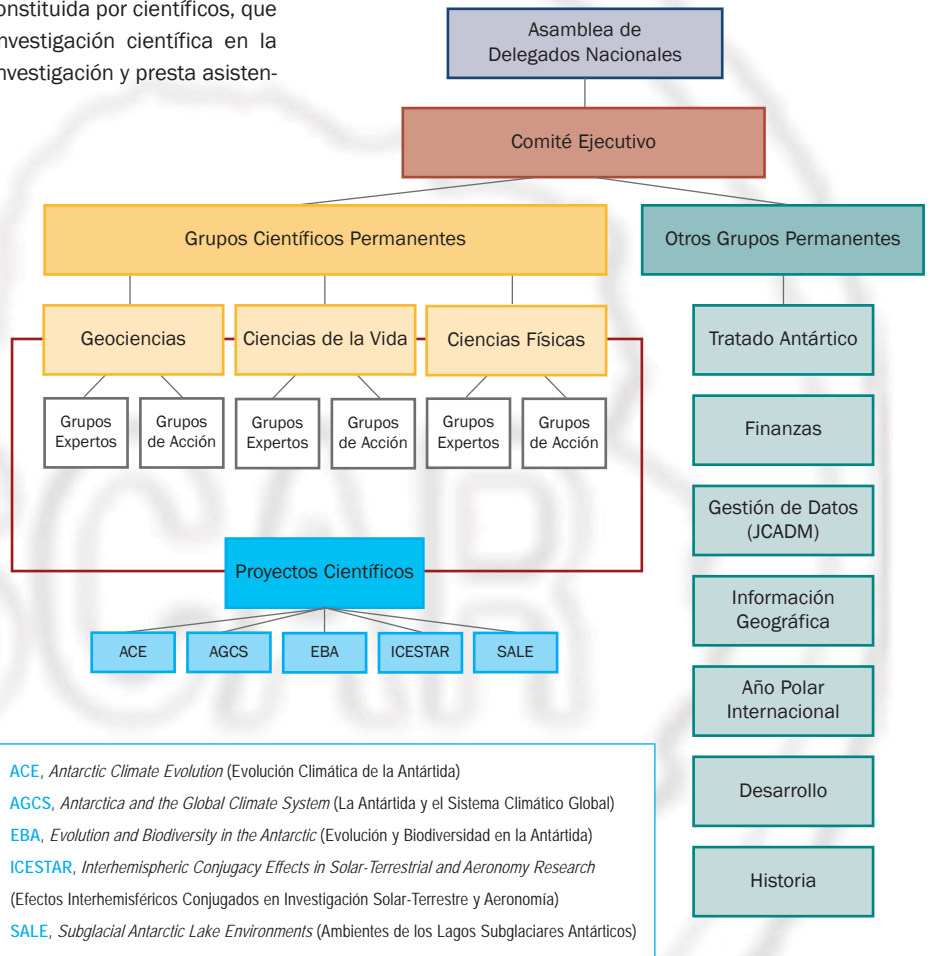 onstituida por científicos, que
nvestigación científica en la
nvestigación y presta asisten-
Asamblea de
Delegados Nacionales
Comité Ejecutivo
Grupos Científicos Permanentes
Otros Grupos Permanentes
Geociencias
Ciencias de la Vida
Ciencias Físicas
Grupos
Expertos
Grupos
de Acción
Grupos
Expertos
Grupos
de Acción
Grupos
Expertos
Grupos
de Acción
Proyectos Científicos
ACE
AGCS
EBA
ICESTAR
SALE
Tratado Antártico
Finanzas
Gestión de Datos
(JCADM)
Información
Geográfica
Año Polar
Internacional
Desarrollo
Historia
ACE, Antarctic Climate Evolution (Evolución Climática de la Antártida)
AGCS, Antarctica and the Global Climate System (La Antártida y el Sistema Climático Global)
EBA, Evolution and Biodiversity in the Antarctic (Evolución y Biodiversidad en la Antártida)
ICESTAR, Interhemispheric Conjugacy Effects in Solar-Terrestrial and Aeronomy Research
(Efectos Interhemisféricos Conjugados en Investigación Solar-Terrestre y Aeronomía)
SALE, Subglacial Antarctic Lake Environments (Ambientes de los Lagos Subglaciares Antárticos)
SCAR